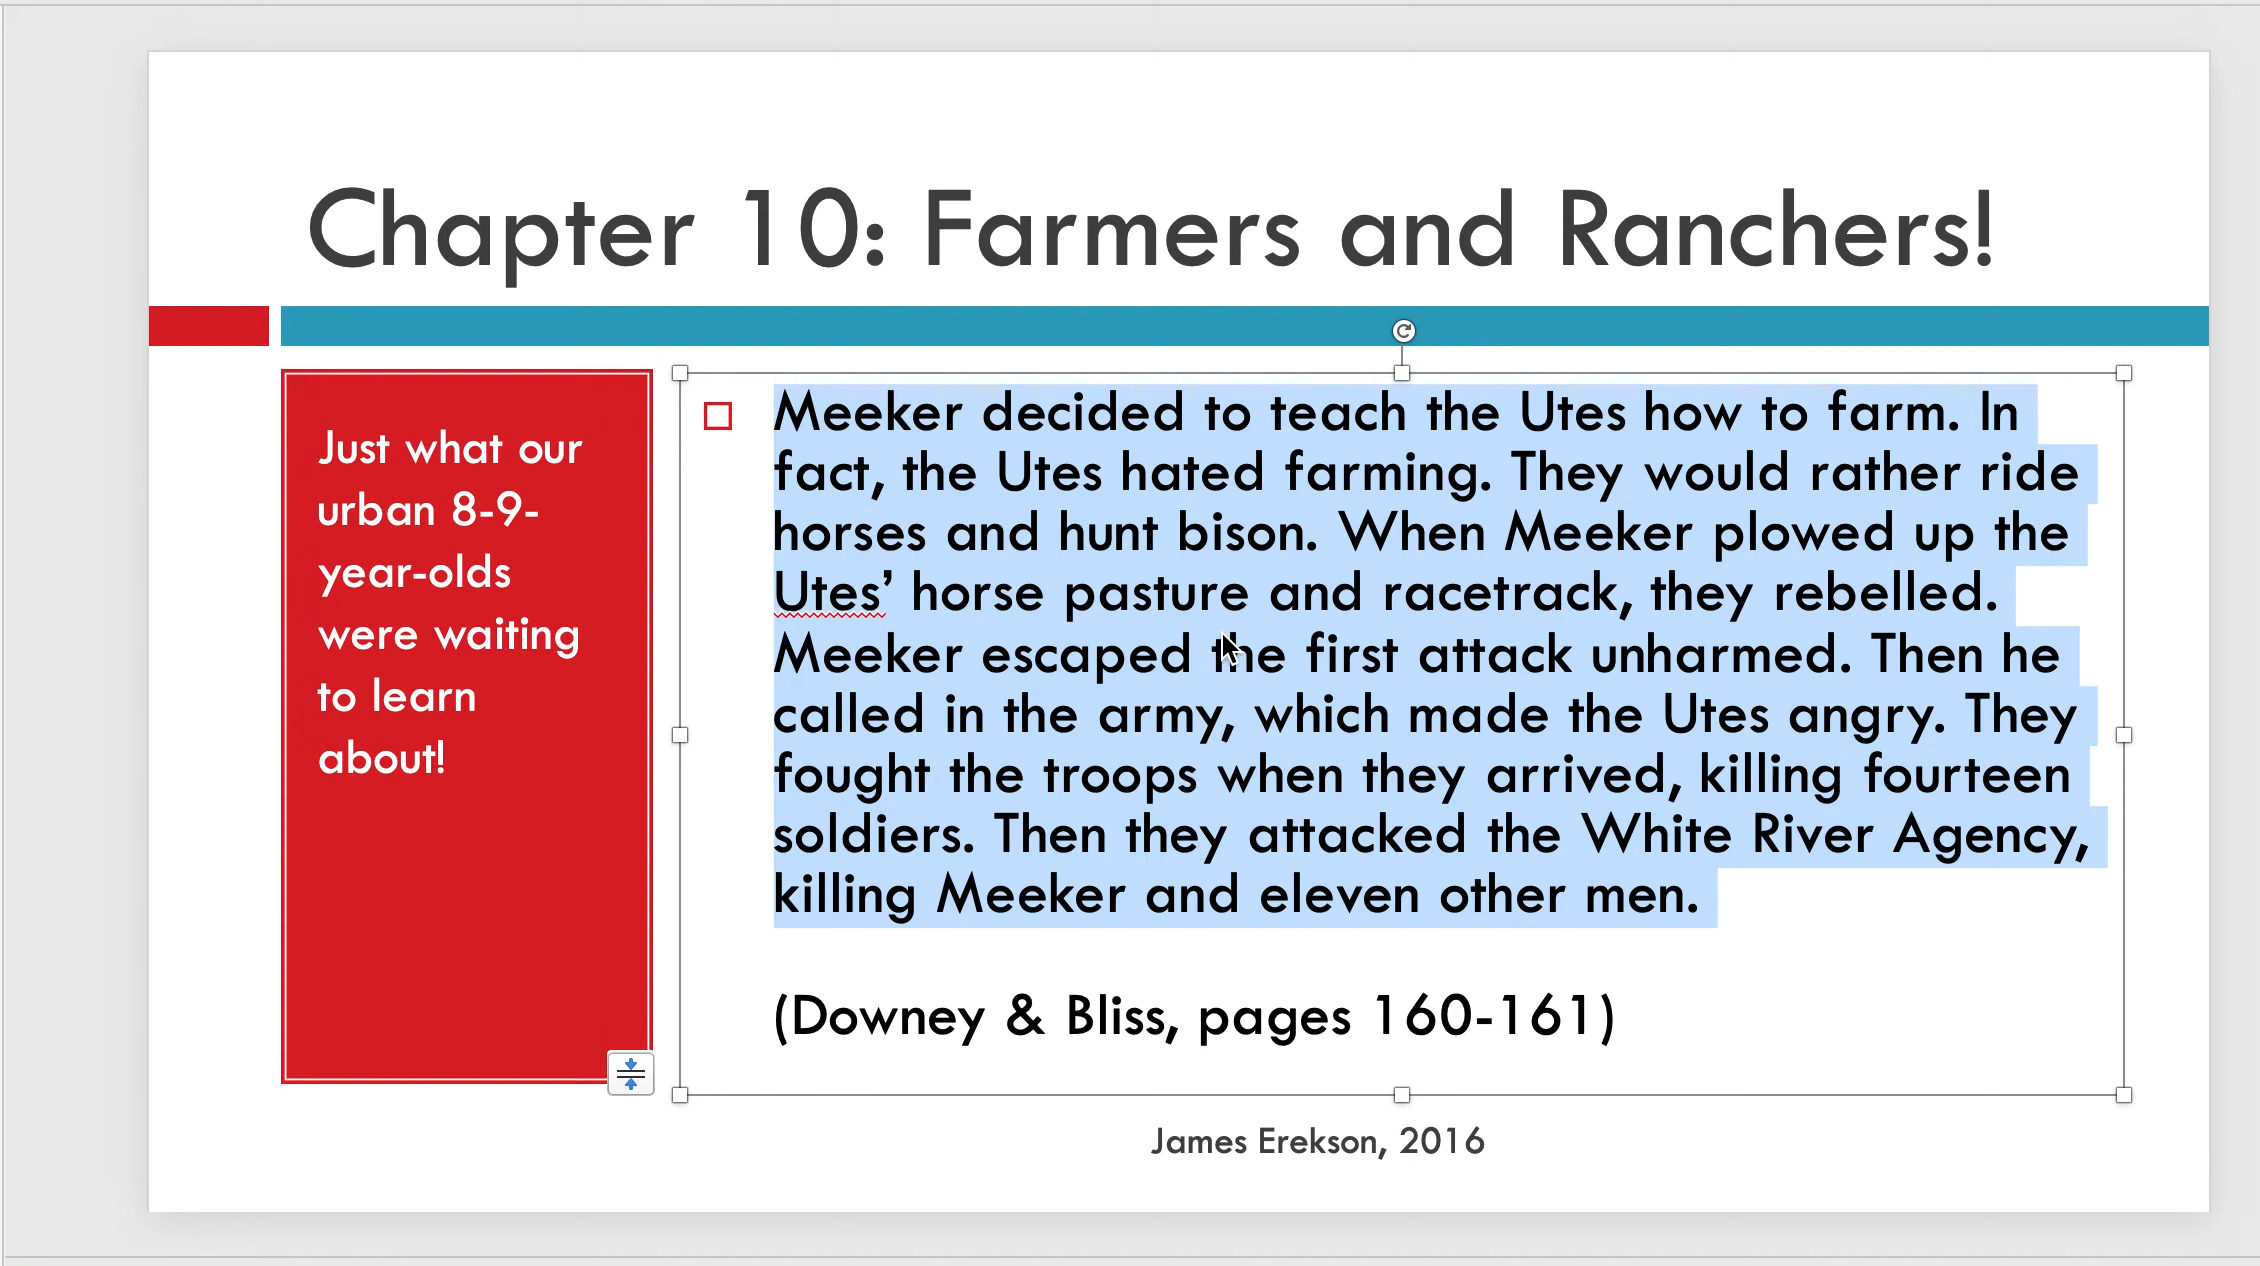 Chapter 10: Farmers and Ranchers!
Just what our
urban 8-9-
year-olds
were waiting
to learn
about!
Meeker decided to teach the Utes how to farm. In
fact, the Utes hated farming. They would rather ride
horses and hunt bison. When Meeker plowed up the
Utes’ horse pasture and racetrack, they rebelled.
Meeker escaped the first attack unharmed. Then he
called in the army, which made the Utes angry. They
fought the troops when they arrived, killing fourteen
soldiers. Then they attacked the White River Agency,
killing Meeker and eleven other men.
(Downey & Bliss, pages 160-161)
James Erekson, 2016